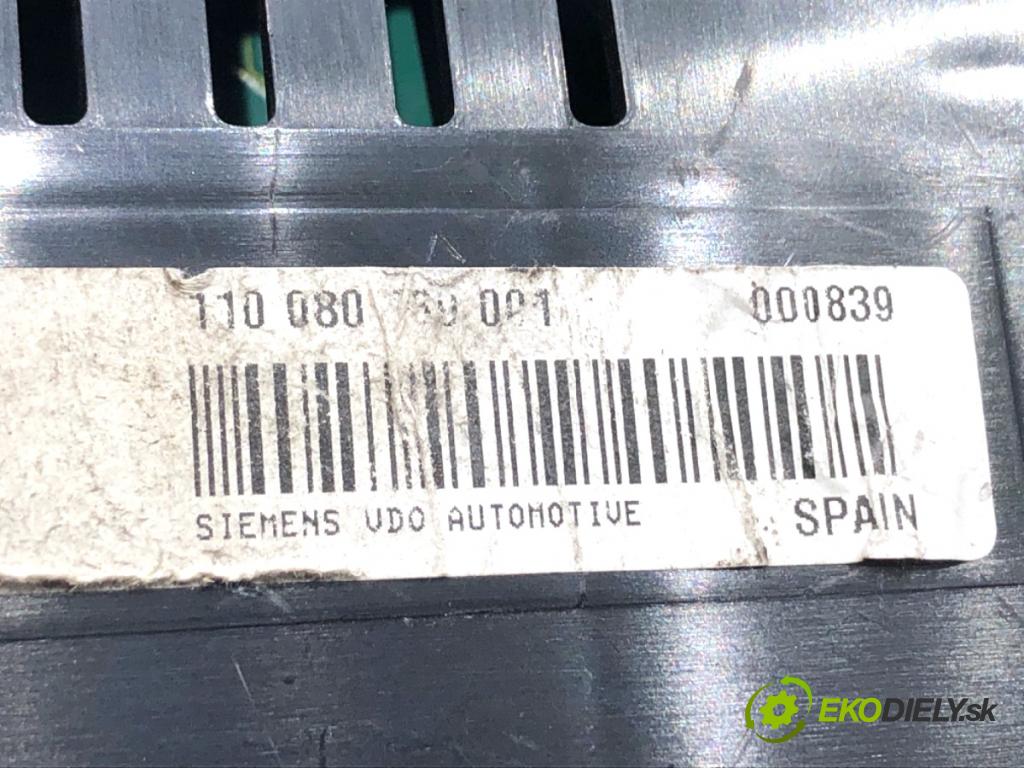 110 080 001
000839
SIEMENS VDO AUTOMOTIVE
SPAIN
EKODIELY.sk